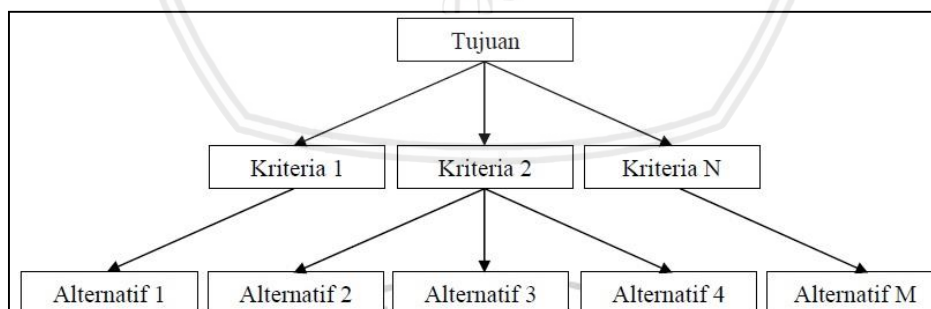 Tujuan
Kriteria 1
Kriteria 2
Kriteria N
Alternatif 1
Alternatif 2
Alternatif 3
Alternatif 4
Alternatif M